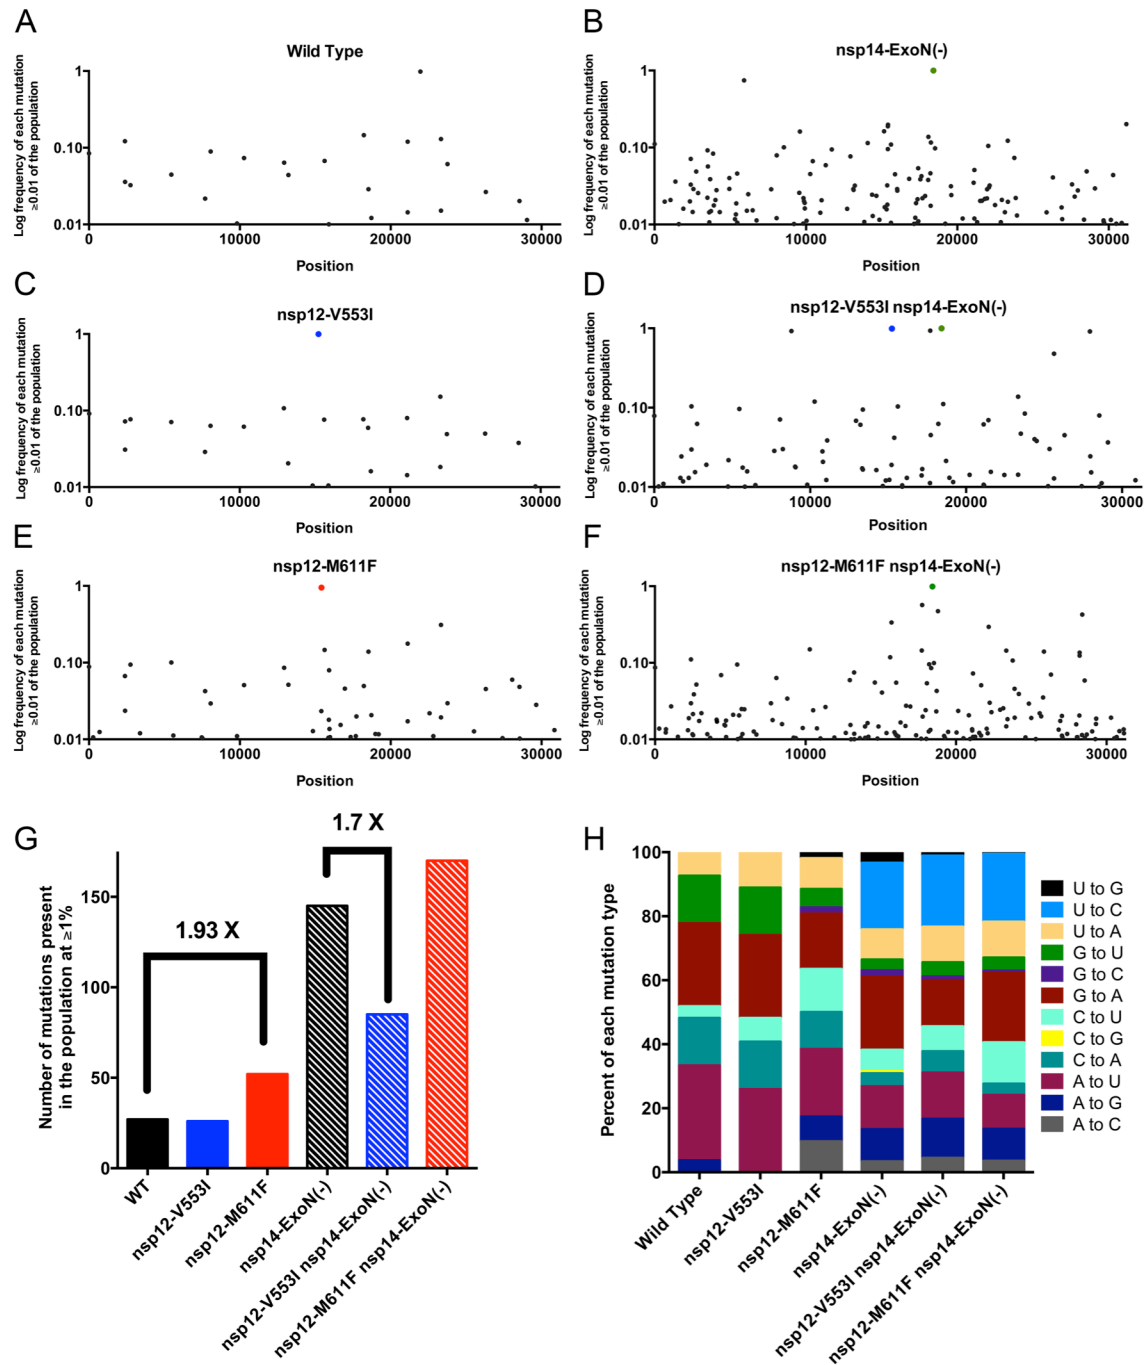 A
Wild Type
Log frequency of each mutation
≥0.01 of the population
1
0.10
0.01
0
10000
20000
30000
Position
B
nsp14-ExoN(-)
Log frequency of each mutation
≥0.01 of the population
1
0.10
0.01
0
10000
20000
30000
Position
C
nsp12-V553I
Log frequency of each mutation
≥0.01 of the population
1
0.10
0.01
0
10000
20000
30000
Position
D
nsp12-V553I nsp14-ExoN(-)
Log frequency of each mutation
≥0.01 of the population
1
0.10
0.01
0
10000
20000
30000
Position
E
nsp12-M611F
Log frequency of each mutation
≥0.01 of the population
1
0.10
0.01
0
10000
20000
30000
Position
F
nsp12-M611F nsp14-ExoN(-)
Log frequency of each mutation
≥0.01 of the population
1
0.10
0.01
0
10000
20000
30000
Position
G
Number of mutations present
in the population at ≥1%
150
100
50
0
1.93 X
1.7 X
WT
nsp12-V553I
nsp12-M611F
nsp14-ExoN(-)
nsp12-V553I nsp14-ExoN(-)
nsp12-M611F nsp14-ExoN(-)
H
Percent of each mutation type
100
80
60
40
20
0
Wild Type
nsp12-V553I
nsp12-M611F
nsp14-ExoN(-)
nsp12-V553I nsp14-ExoN(-)
nsp12-M611F nsp14-ExoN(-)
U to G
U to C
U to A
G to U
G to C
G to A
C to U
C to G
C to A
A to U
A to G
A to C